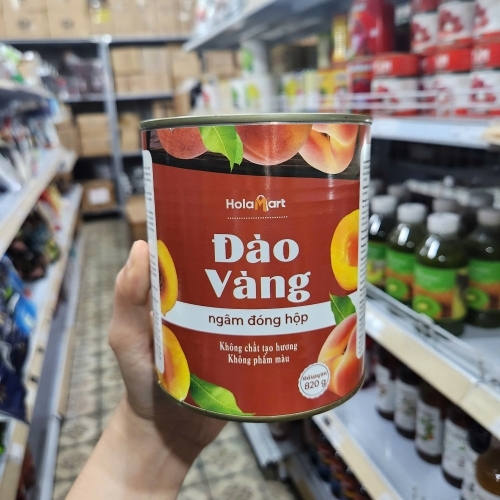 HolaMart
Đào
Vàng
ngâm đóng hộp
Không chất tạo hương
Không phẩm màu
820 g